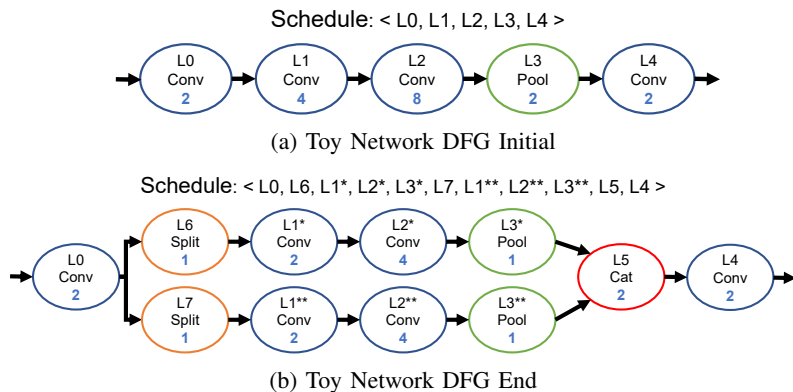 Schedule: < L0, L1, L2, L3, L4 >
L0 L1 L2 L3 L4
Conv Conv Conv Pool Conv
2 4 8 2 2
(a) Toy Network DFG Initial
Schedule: < L0, L6, L1*, L2*, L3*, L7, L1**, L2**, L3**, L5, L4 >
L6 L1* L2* L3*
Split Conv Conv Pool
1 2 4 1
L0 L5 L4
Conv Cat Conv
2 2 2
L7 L1** L2** L3**
Split Conv Conv Pool
1 2 4 1
(b) Toy Network DFG End